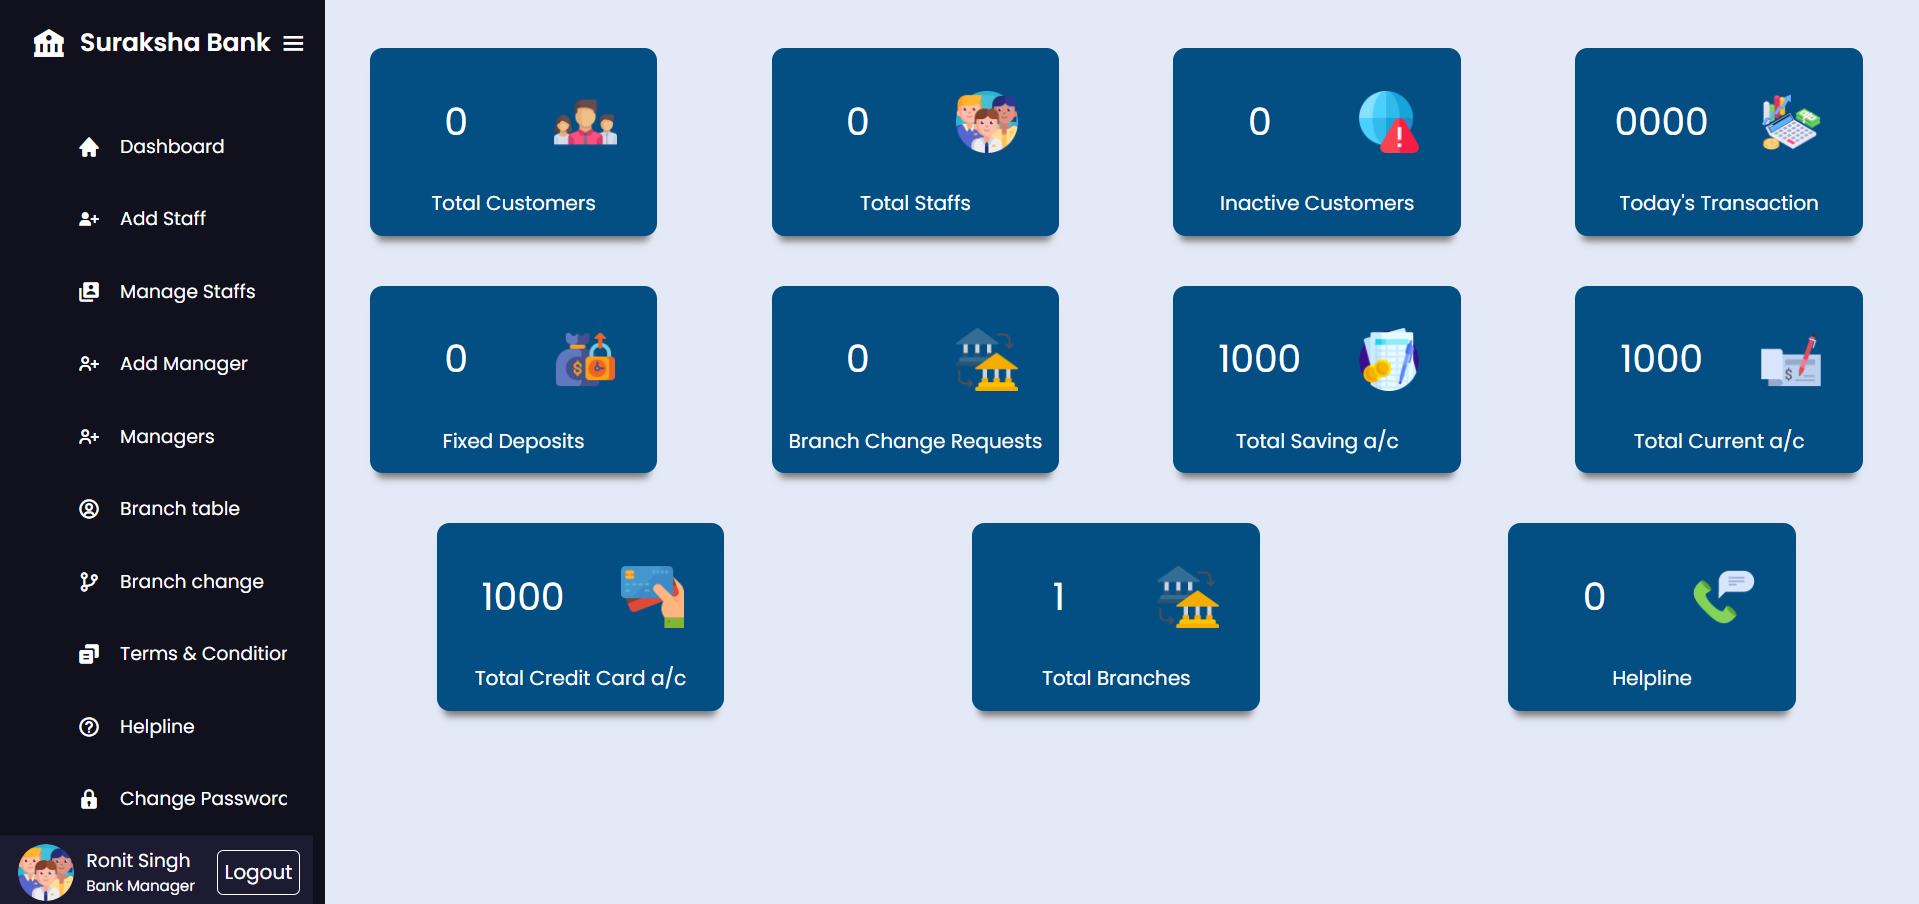 Suraksha Bank
Dashboard
Add Staff
Manage Staffs
Add Manager
Managers
Branch table
Branch change
Terms & Condition
Helpline
Change Password
Ronit Singh
Bank Manager
Logout
0
Total Customers
0
Total Staffs
0
Inactive Customers
0000
Today's Transaction
0
Fixed Deposits
0
Branch Change Requests
1000
Total Saving a/c
1000
Total Current a/c
1000
Total Credit Card a/c
1
Total Branches
0
Helpline